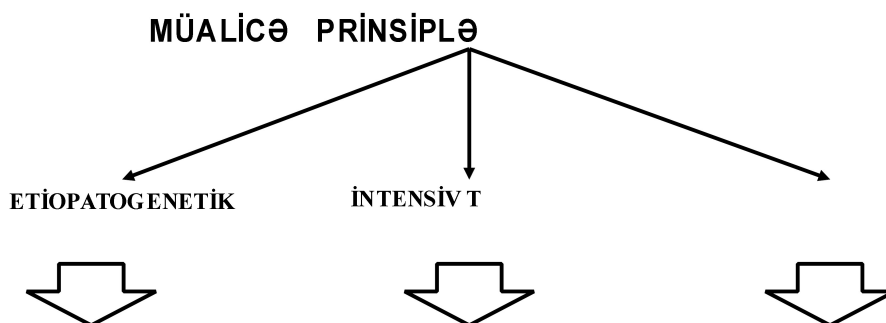 MÜALİCƏ PRİNSİPLƏ
ETİOPATOGENETİK İNTENSİV T